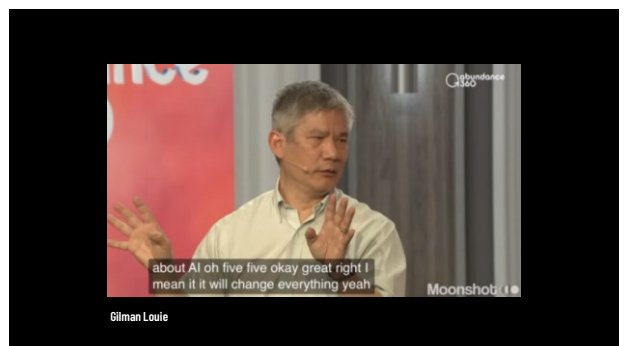 abundance
360
about AI oh five five okay great right I
mean it it will change everything yeah
Moonshot
Gilman Louie